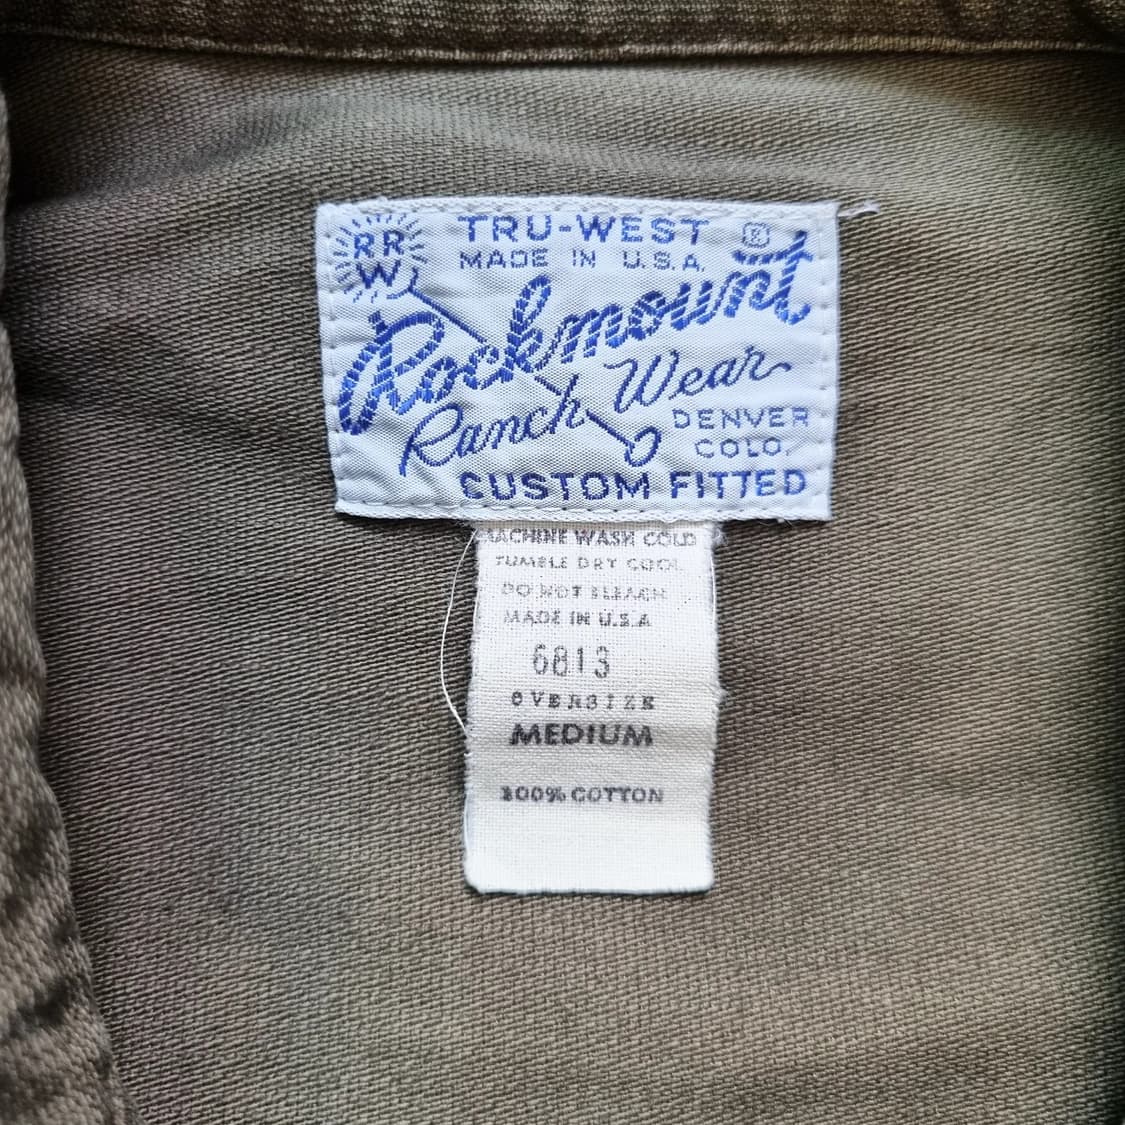 RR
W
TRU-WEST ®
MADE IN U.S.A.
Rockmount
Ranch Wear
DENVER
COLO.
CUSTOM FITTED
MACHINE WASH COLD
TUMBLE DRY COOL
DO NOT BLEACH
MADE IN U.S.A
6813
OVERSIZE
MEDIUM
100% COTTON